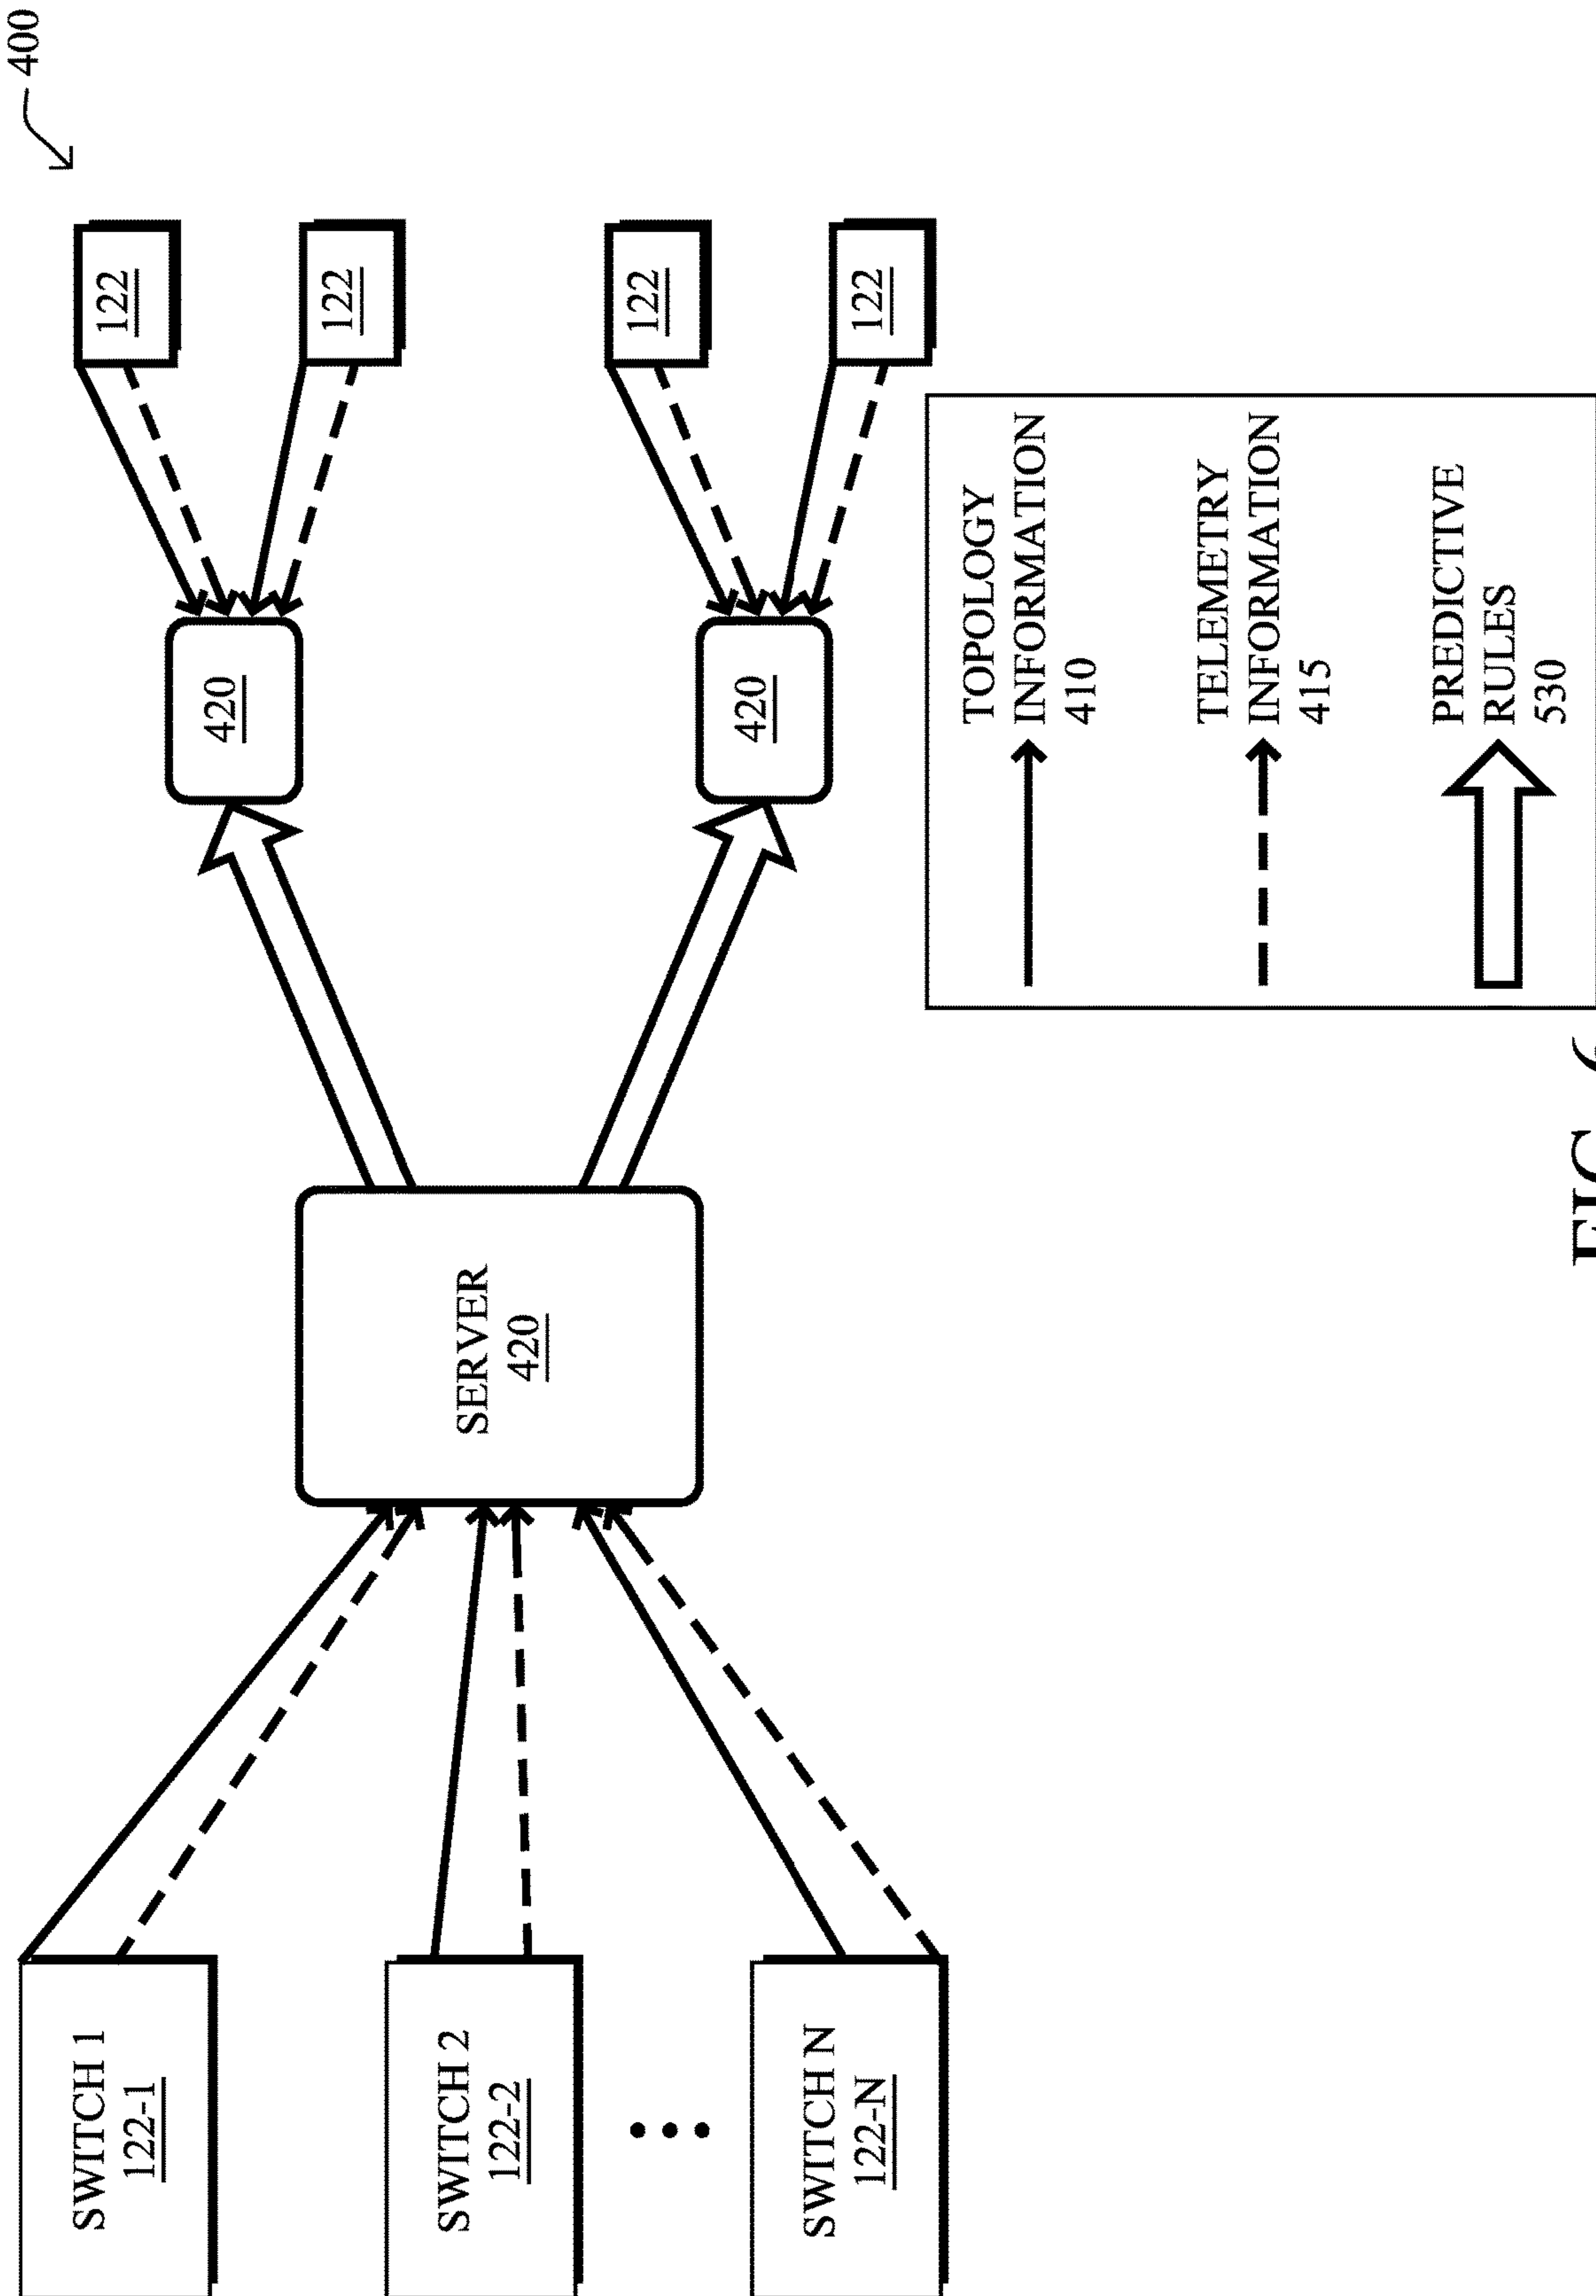 400
SWITCH 1
122-1
122
420
122
SWITCH 2
122-2
SERVER
420
122
420
SWITCH N
122-N
122
TOPOLOGY
INFORMATION
410
TELEMETRY
INFORMATION
415
PREDICTIVE
RULES
530
FIG